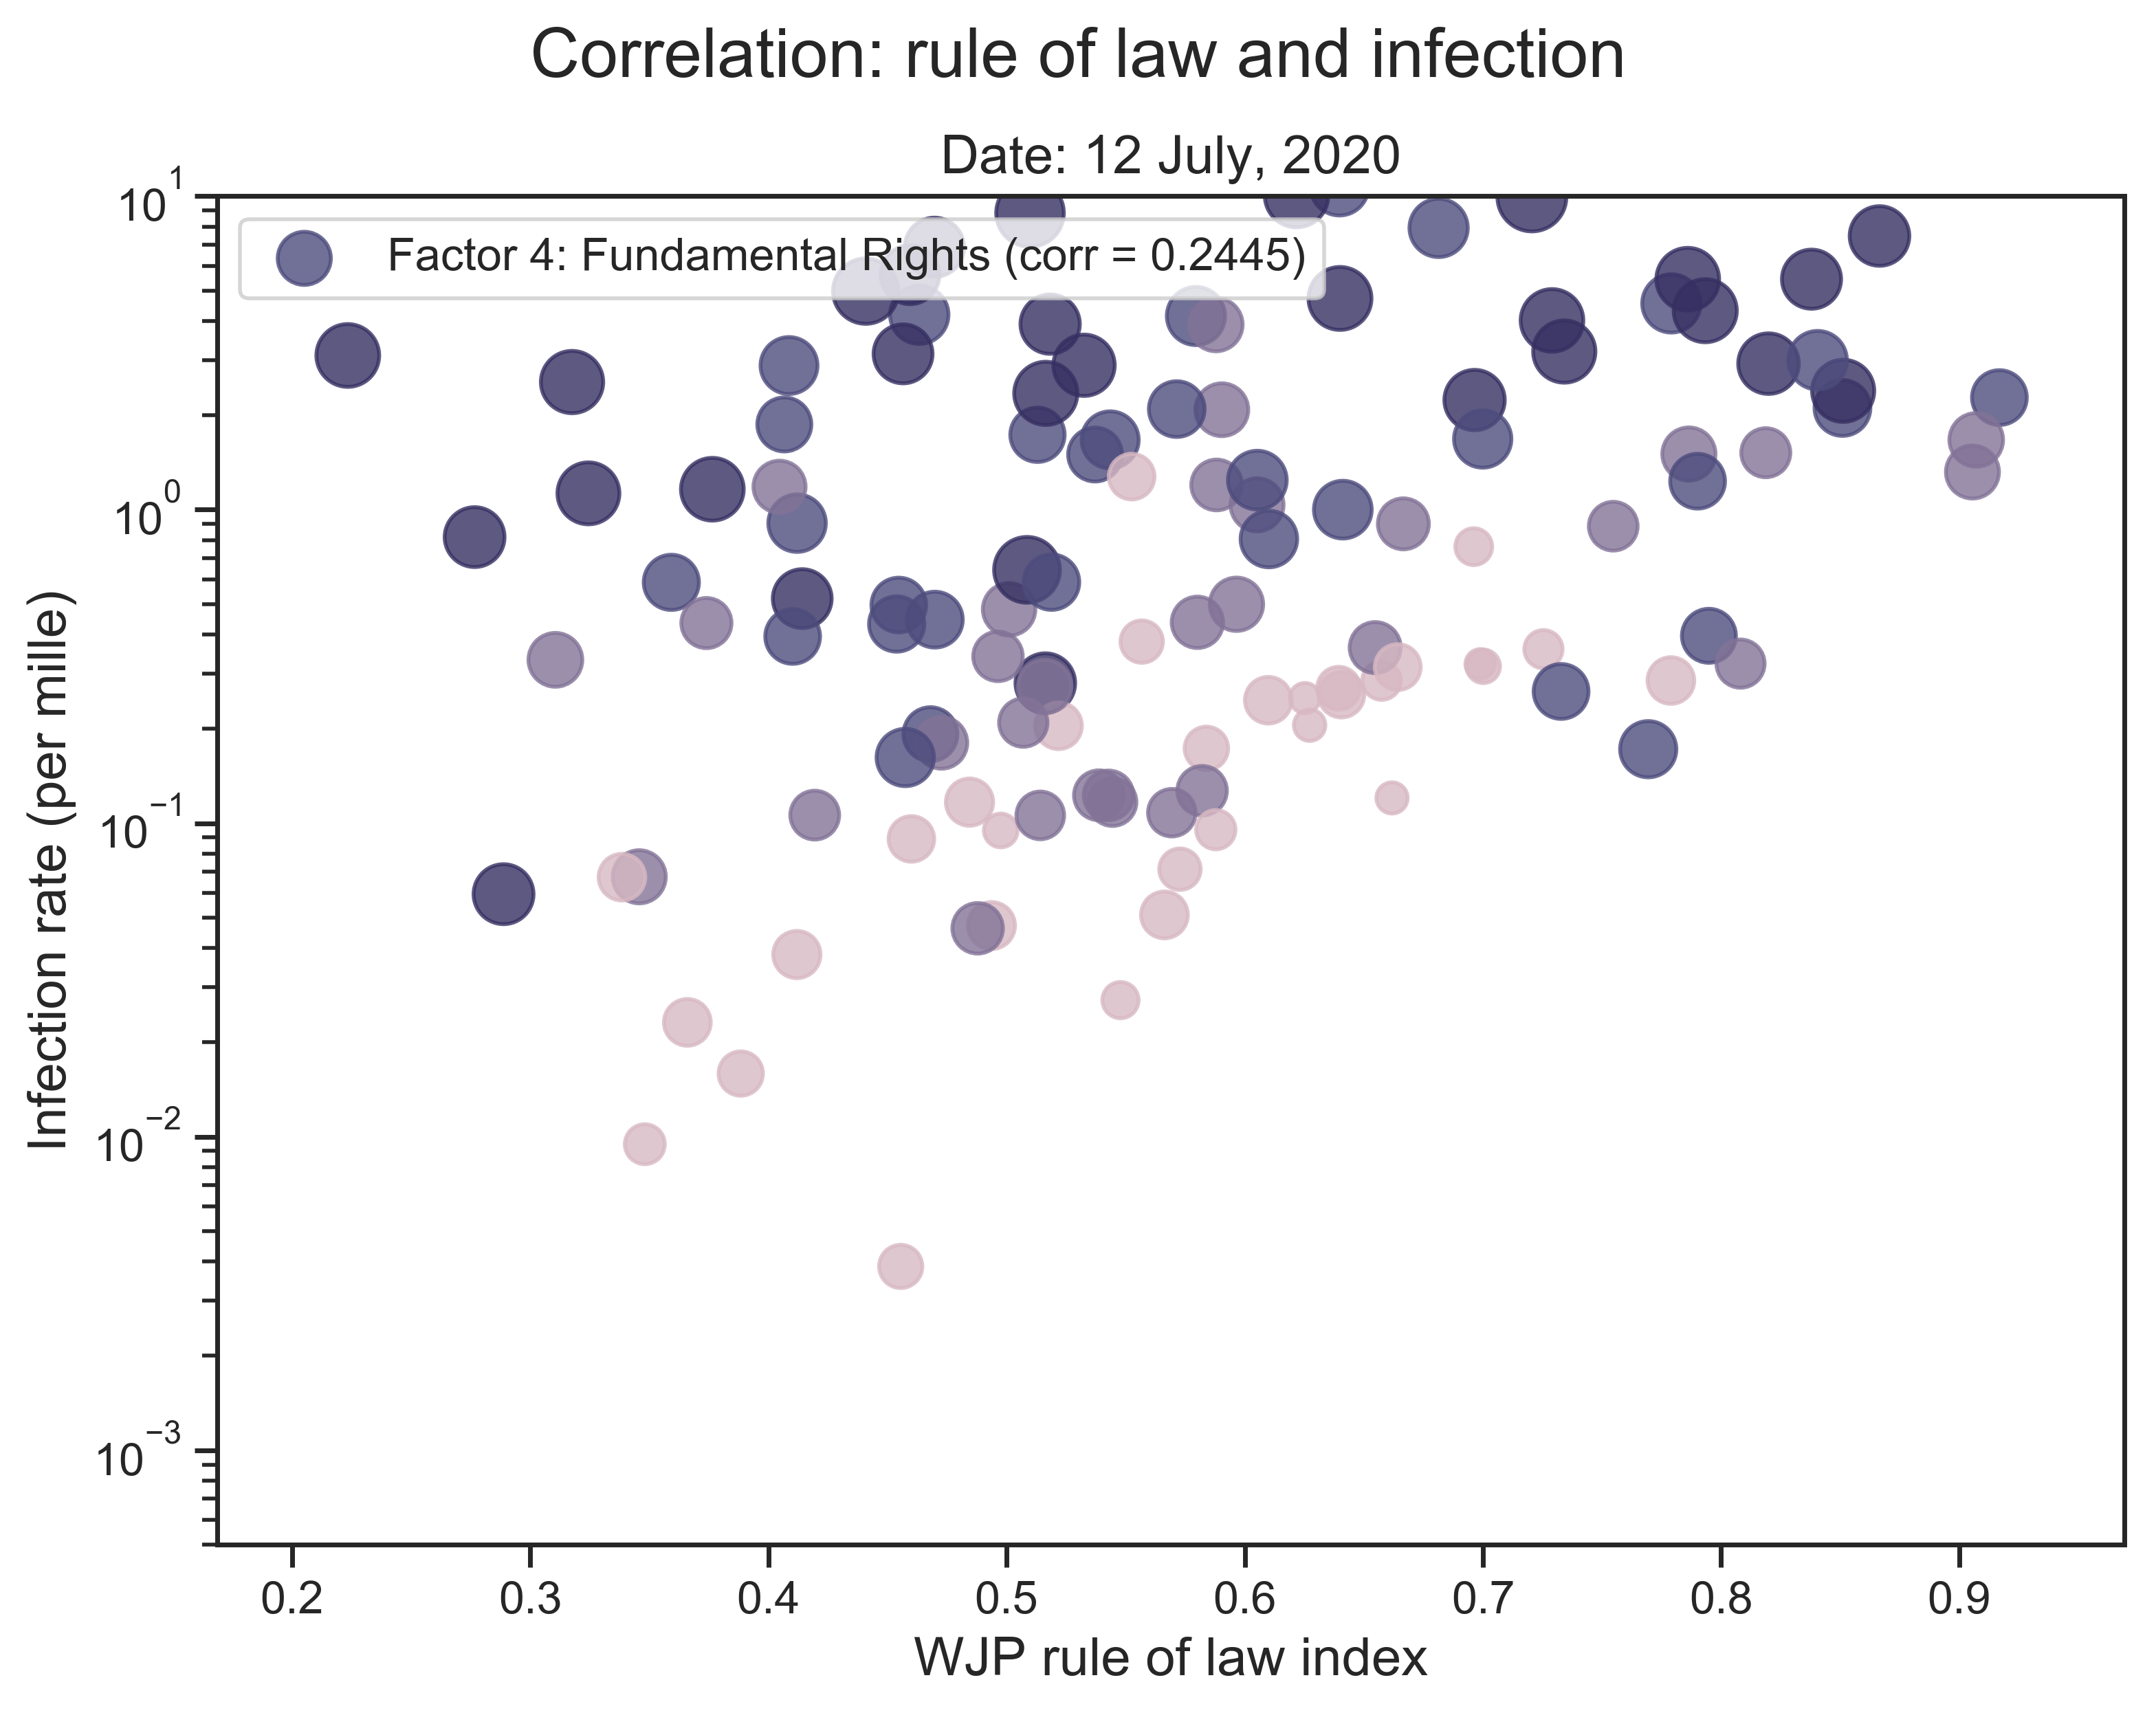 Correlation: rule of law and infection
Date: 12 July, 2020
Factor 4: Fundamental Rights (corr = 0.2445)
Infection rate (per mille)
10^1
10^0
10^−1
10^−2
10^−3
0.2 0.3 0.4 0.5 0.6 0.7 0.8 0.9
WJP rule of law index